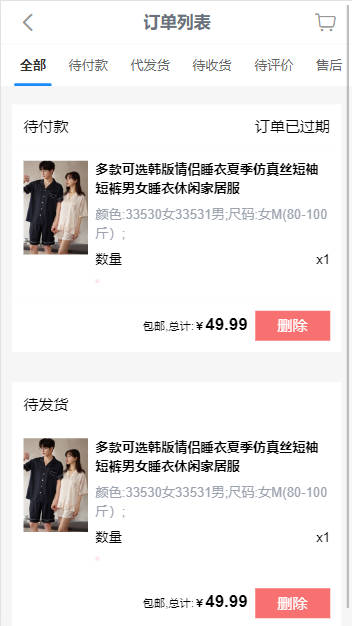 订单列表
全部 待付款 代发货 待收货 待评价 售后
待付款 订单已过期
多款可选韩版情侣睡衣夏季仿真丝短袖
短裤男女睡衣休闲家居服
颜色:33530女33531男;尺码:女M(80-100
斤）;
数量 x1
包邮,总计:￥49.99 删除
待发货
多款可选韩版情侣睡衣夏季仿真丝短袖
短裤男女睡衣休闲家居服
颜色:33530女33531男;尺码:女M(80-100
斤）;
数量 x1
包邮,总计:￥49.99 删除